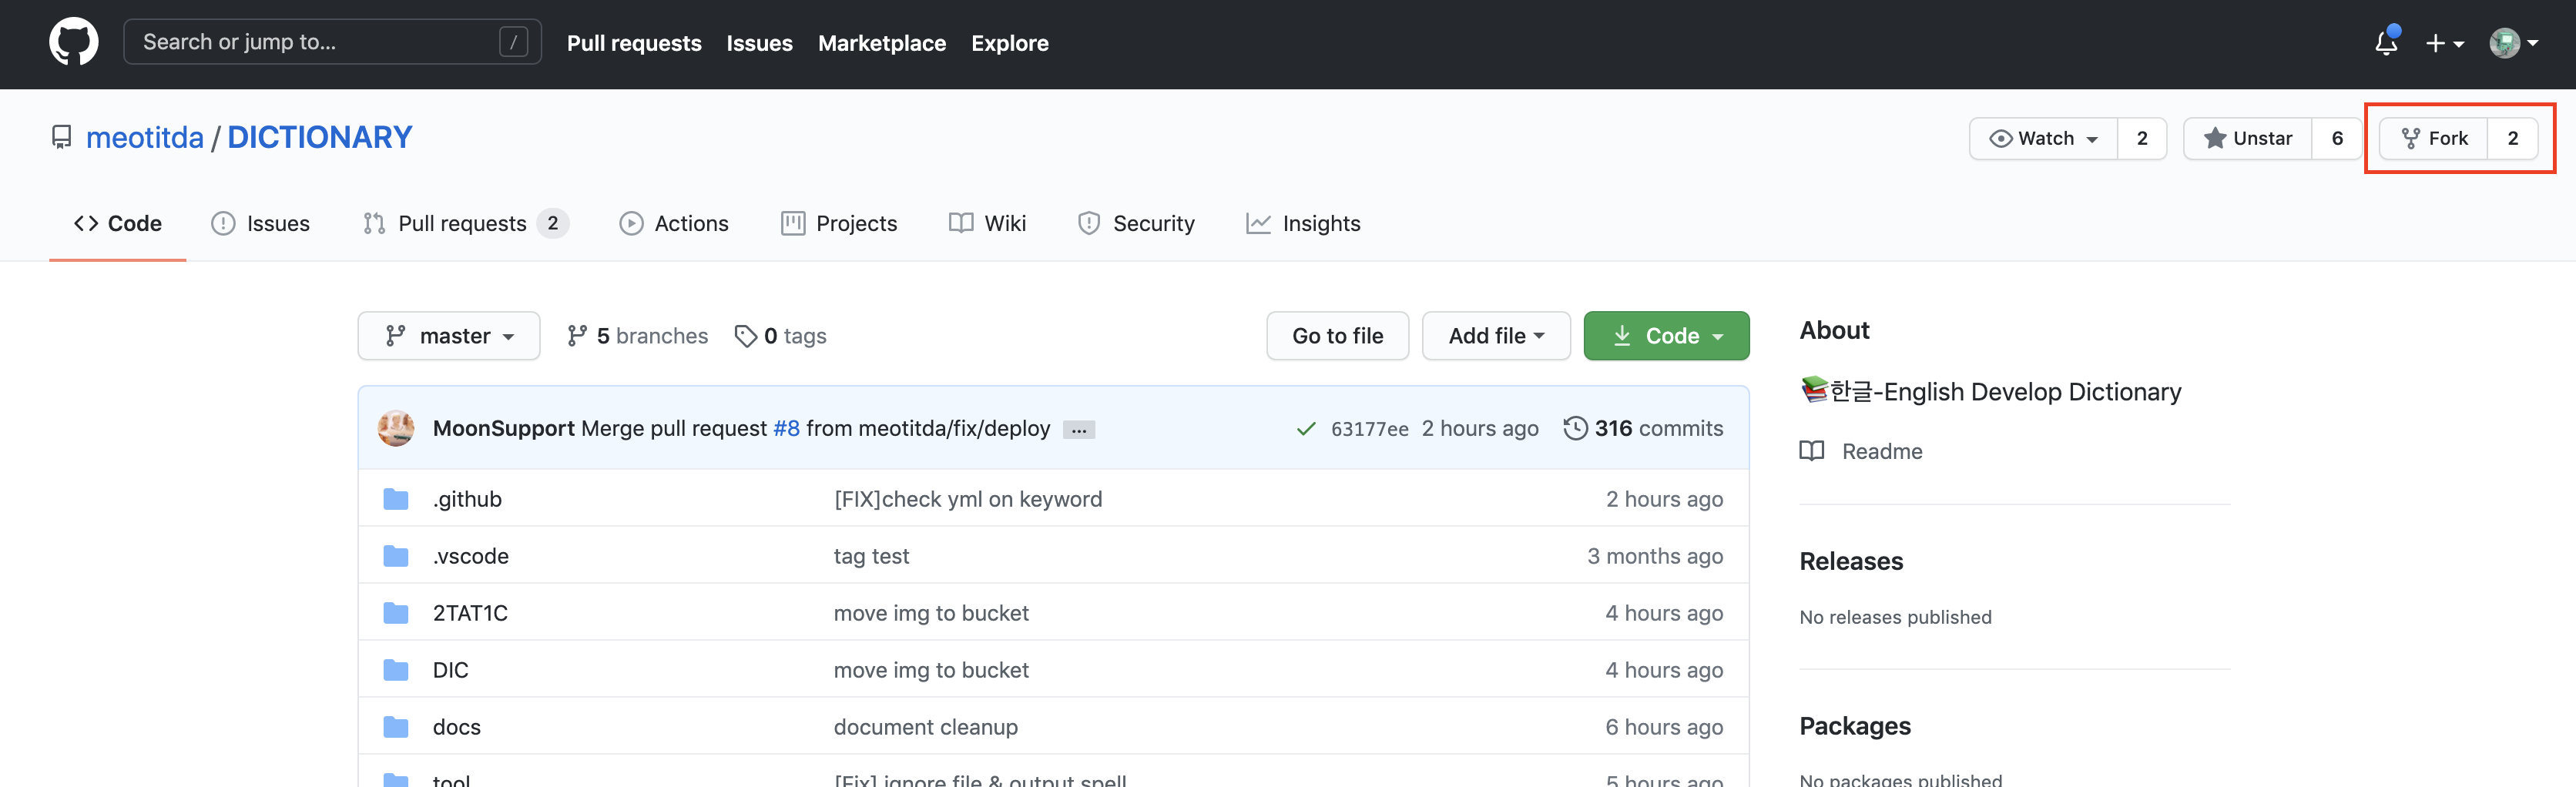 Search or jump to... /
Pull requests Issues Marketplace Explore
meotitda / DICTIONARY
Watch 2 Unstar 6 Fork 2
Code Issues Pull requests 2 Actions Projects Wiki Security Insights
master 5 branches 0 tags Go to file Add file Code
MoonSupport Merge pull request #8 from meotitda/fix/deploy ... 63177ee 2 hours ago 316 commits
.github [FIX]check yml on keyword 2 hours ago
.vscode tag test 3 months ago
2TAT1C move img to bucket 4 hours ago
DIC move img to bucket 4 hours ago
docs document cleanup 6 hours ago
tool [Fix] ignore file & output spell 5 hours ago
About
한글-English Develop Dictionary
Readme
Releases
No releases published
Packages
No packages published